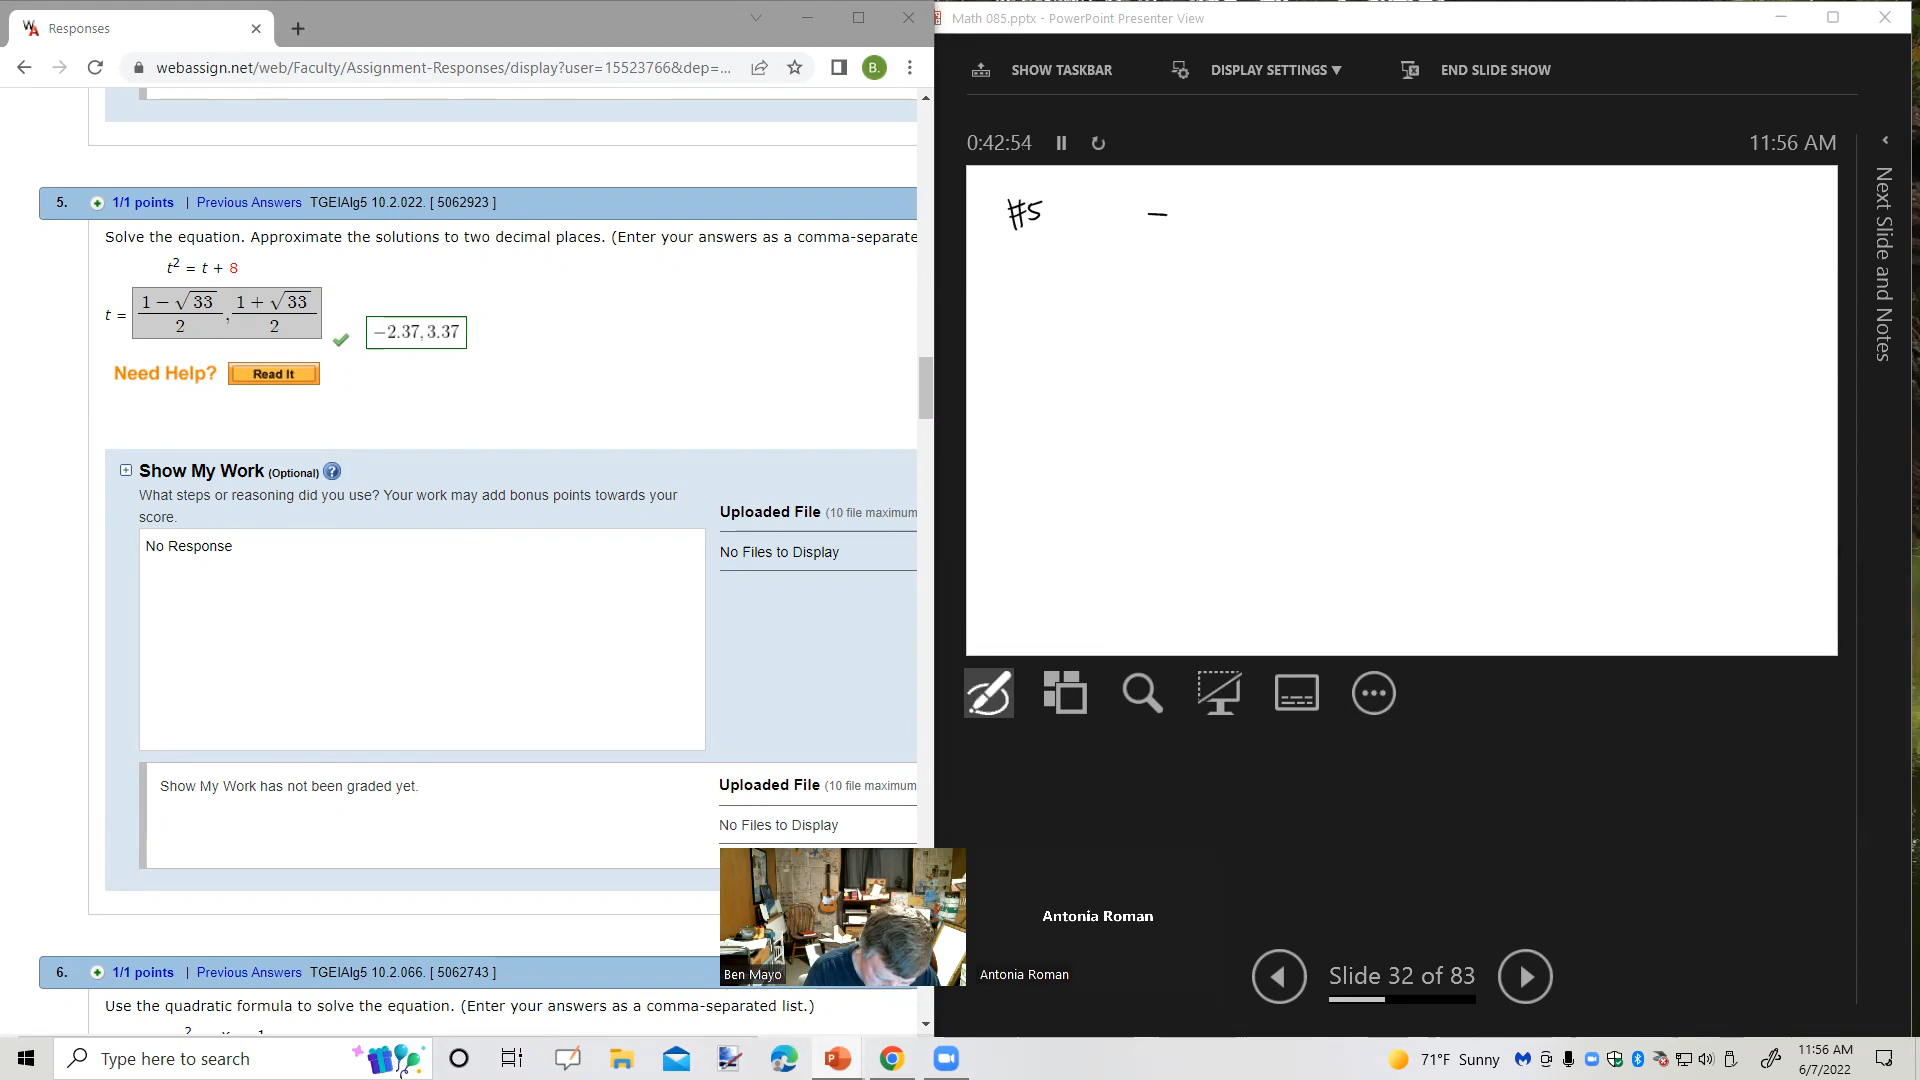 Responses
Math 085.pptx - PowerPoint Presenter View
webassign.net/web/Faculty/Assignment-Responses/display?user=15523766&dep=...
B.
SHOW TASKBAR
DISPLAY SETTINGS ▼
END SLIDE SHOW
0:42:54
11:56 AM
Next Slide and Notes
#5 –
5. 1/1 points | Previous Answers TGEIAlg5 10.2.022. [ 5062923 ]
Solve the equation. Approximate the solutions to two decimal places. (Enter your answers as a comma-separate
t² = t + 8
t = (1 − √33)/2 , (1 + √33)/2
−2.37, 3.37
Need Help? Read It
Show My Work (Optional) ?
What steps or reasoning did you use? Your work may add bonus points towards your
score.
Uploaded File (10 file maximum
No Response
No Files to Display
Show My Work has not been graded yet.
Uploaded File (10 file maximum
No Files to Display
Ben Mayo
Antonia Roman
Antonia Roman
Slide 32 of 83
6. 1/1 points | Previous Answers TGEIAlg5 10.2.066. [ 5062743 ]
Use the quadratic formula to solve the equation. (Enter your answers as a comma-separated list.)
Type here to search
71°F Sunny
11:56 AM
6/7/2022